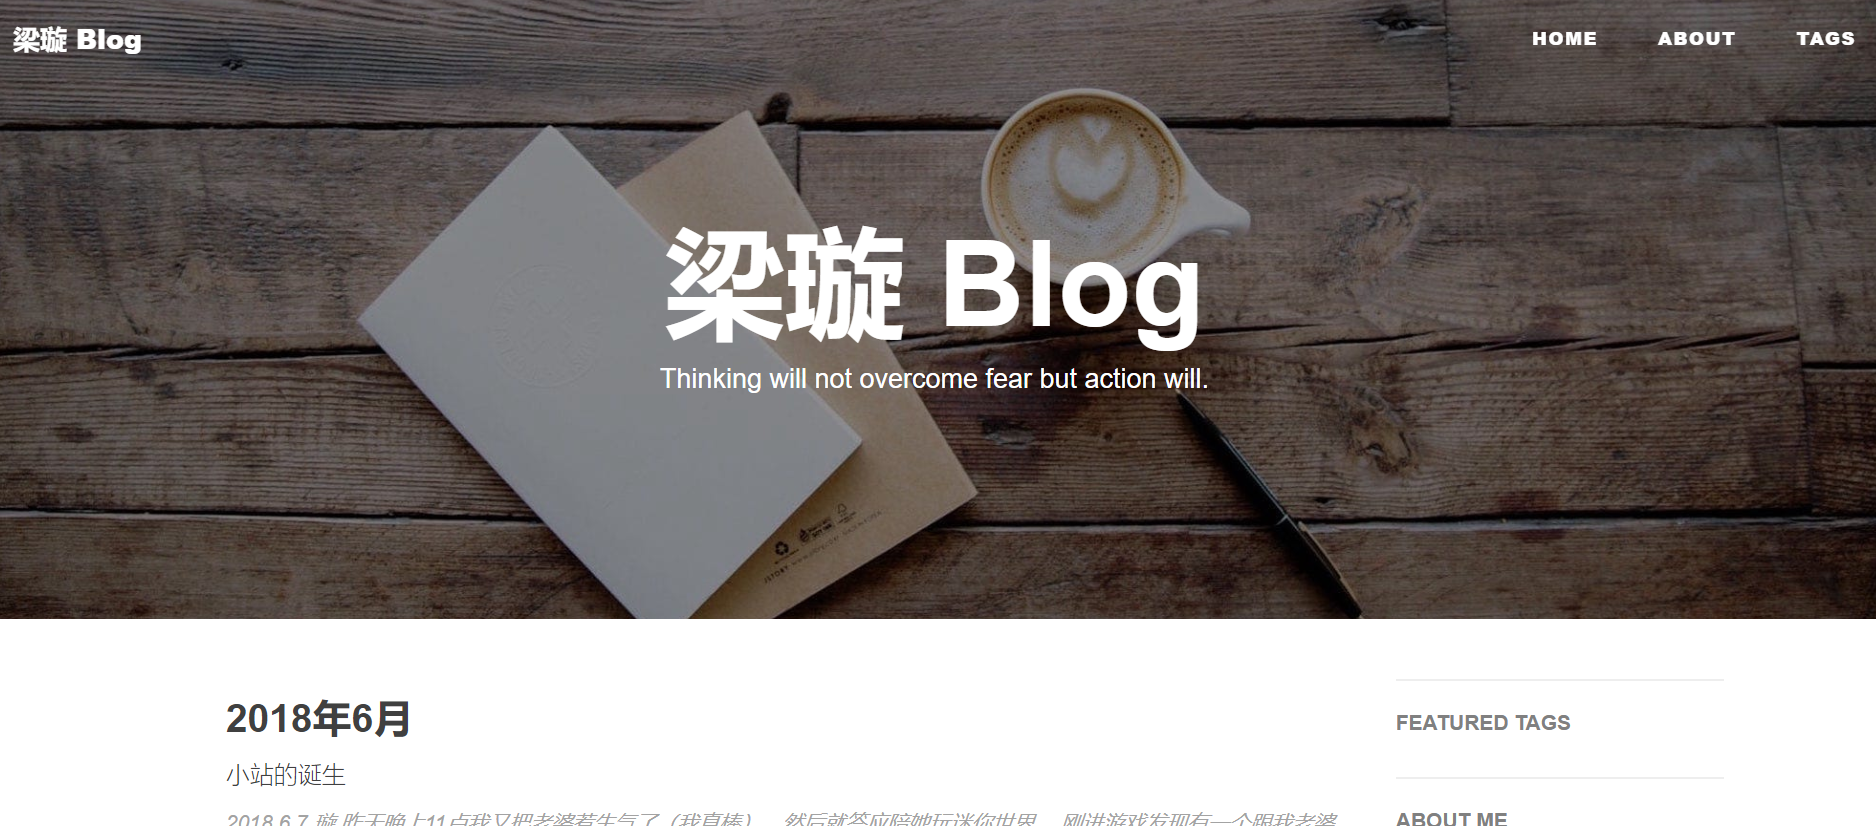 梁璇 Blog
HOME
ABOUT
TAGS
梁璇 Blog
Thinking will not overcome fear but action will.
2018年6月
小站的诞生
2018.6.7 璇 昨天晚上11点我又把老婆惹生气了（我真棒），然后就答应陪她玩迷你世界， 刚进游戏发现有一个跟我老婆
FEATURED TAGS
ABOUT ME